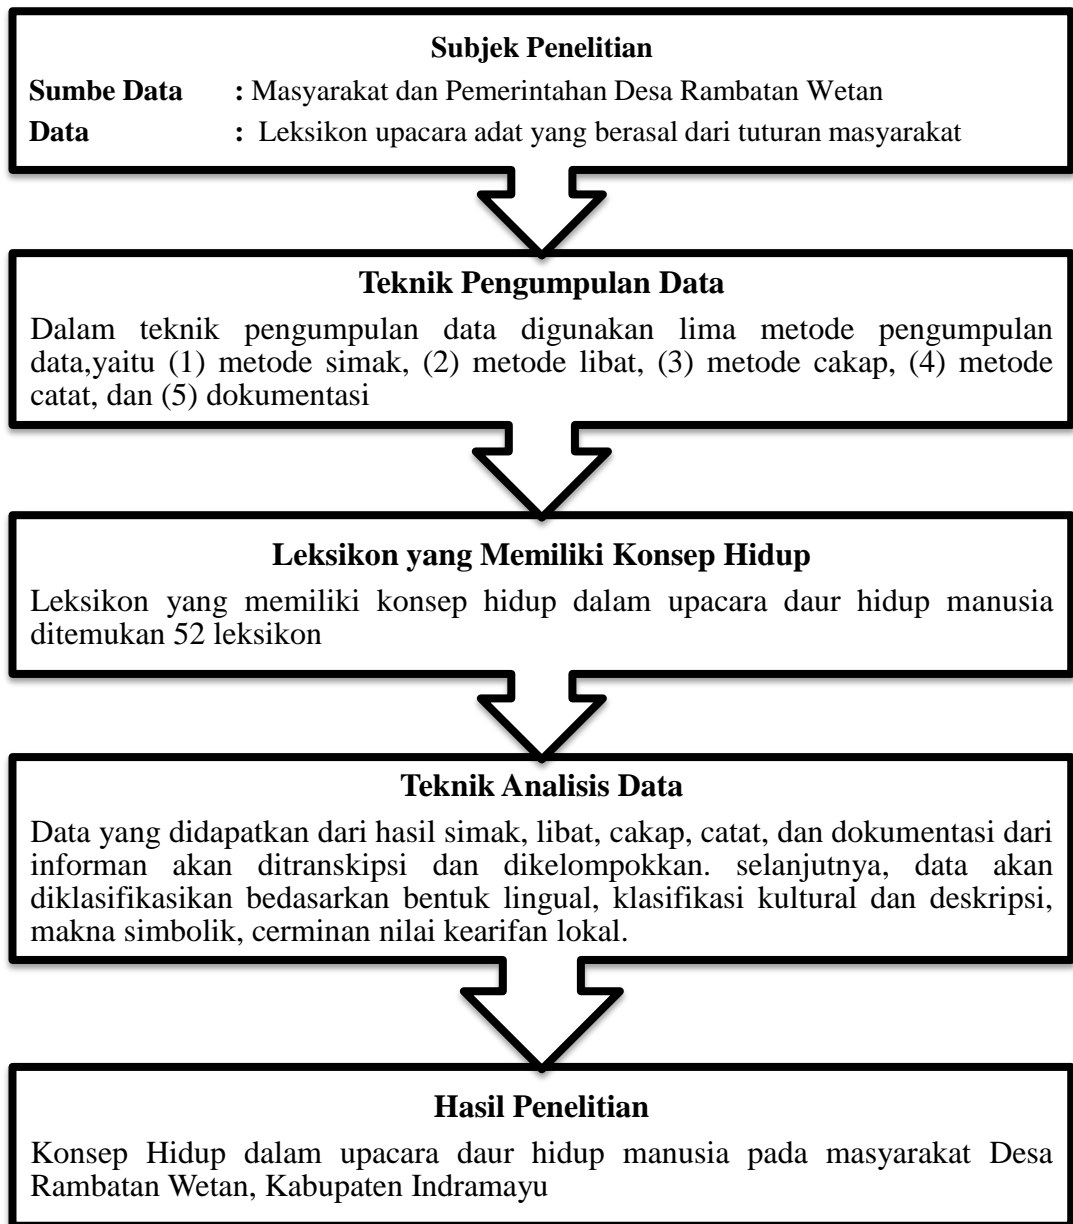 Subjek Penelitian
Sumbe Data : Masyarakat dan Pemerintahan Desa Rambatan Wetan
Data : Leksikon upacara adat yang berasal dari tuturan masyarakat
Teknik Pengumpulan Data
Dalam teknik pengumpulan data digunakan lima metode pengumpulan
data,yaitu (1) metode simak, (2) metode libat, (3) metode cakap, (4) metode
catat, dan (5) dokumentasi
Leksikon yang Memiliki Konsep Hidup
Leksikon yang memiliki konsep hidup dalam upacara daur hidup manusia
ditemukan 52 leksikon
Teknik Analisis Data
Data yang didapatkan dari hasil simak, libat, cakap, catat, dan dokumentasi dari
informan akan ditranskipsi dan dikelompokkan. selanjutnya, data akan
diklasifikasikan bedasarkan bentuk lingual, klasifikasi kultural dan deskripsi,
makna simbolik, cerminan nilai kearifan lokal.
Hasil Penelitian
Konsep Hidup dalam upacara daur hidup manusia pada masyarakat Desa
Rambatan Wetan, Kabupaten Indramayu